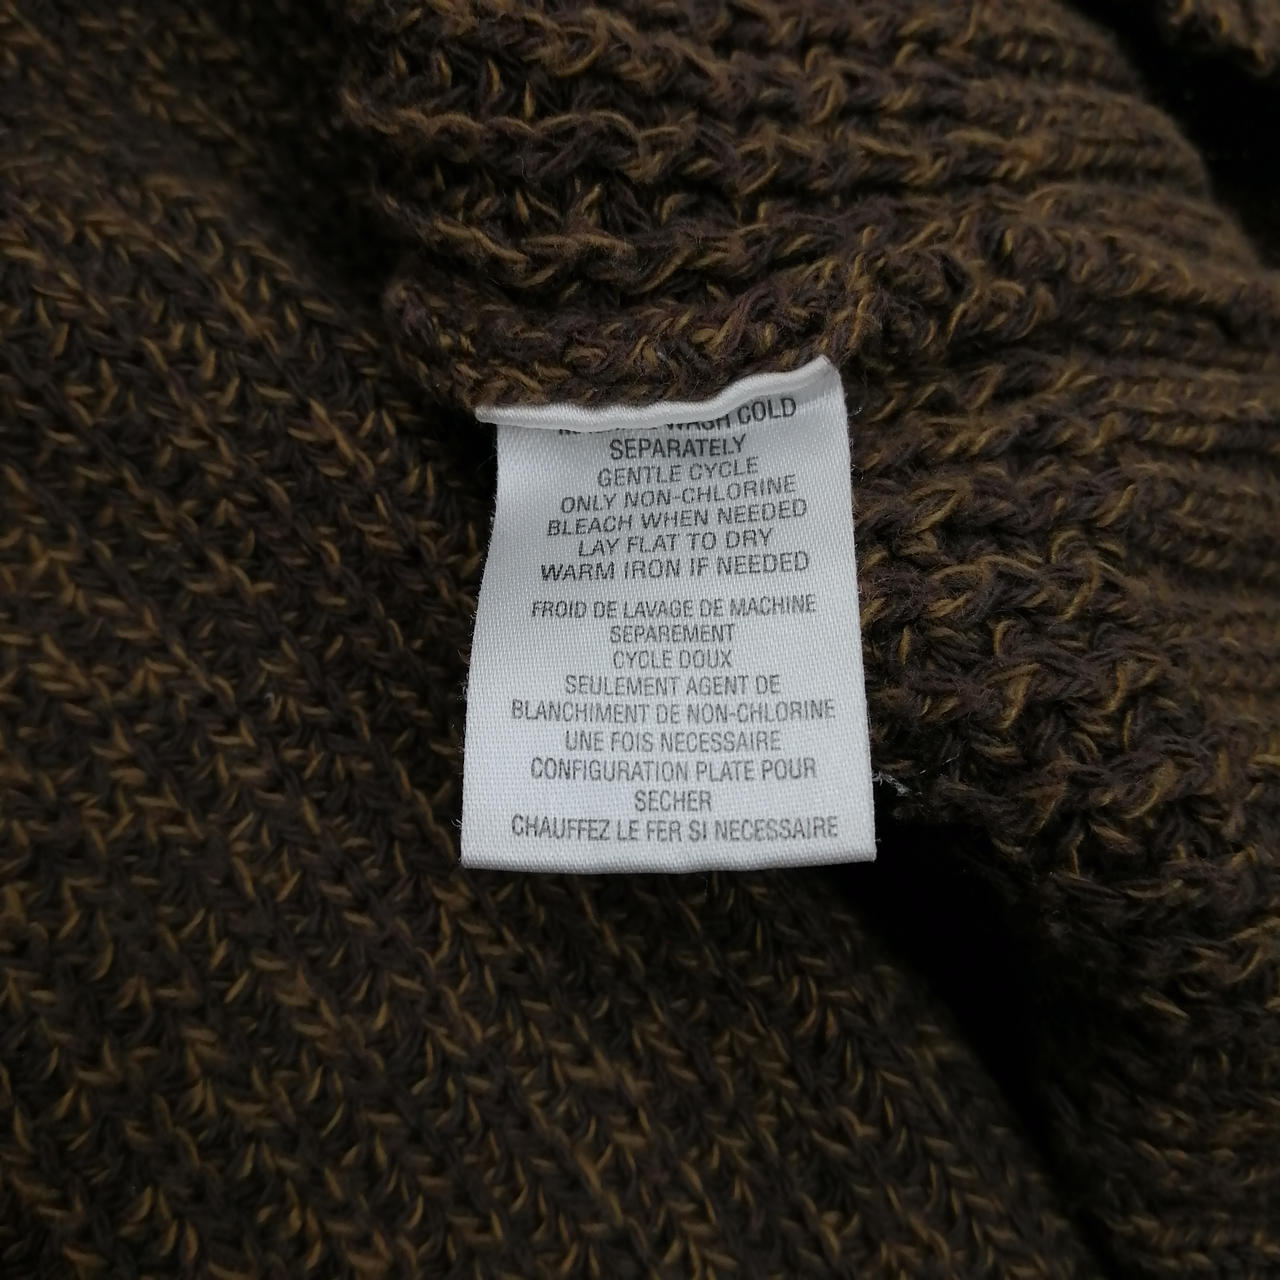 WASH COLD
SEPARATELY
GENTLE CYCLE
ONLY NON-CHLORINE
BLEACH WHEN NEEDED
LAY FLAT TO DRY
WARM IRON IF NEEDED
FROID DE LAVAGE DE MACHINE
SEPAREMENT
CYCLE DOUX
SEULEMENT AGENT DE
BLANCHIMENT DE NON-CHLORINE
UNE FOIS NECESSAIRE
CONFIGURATION PLATE POUR
SECHER
CHAUFFEZ LE FER SI NECESSAIRE